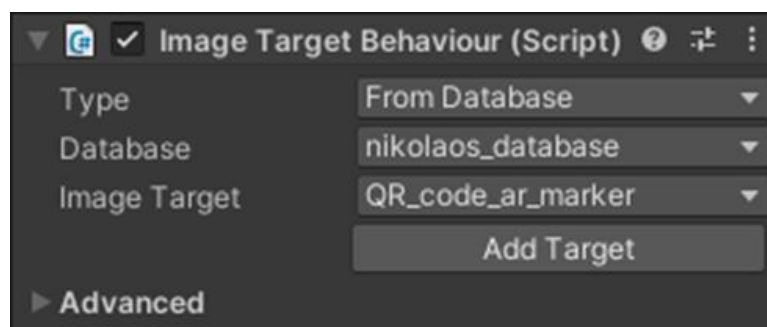 Image Target Behaviour (Script)
Type From Database
Database nikolaos_database
Image Target QR_code_ar_marker
Add Target
Advanced